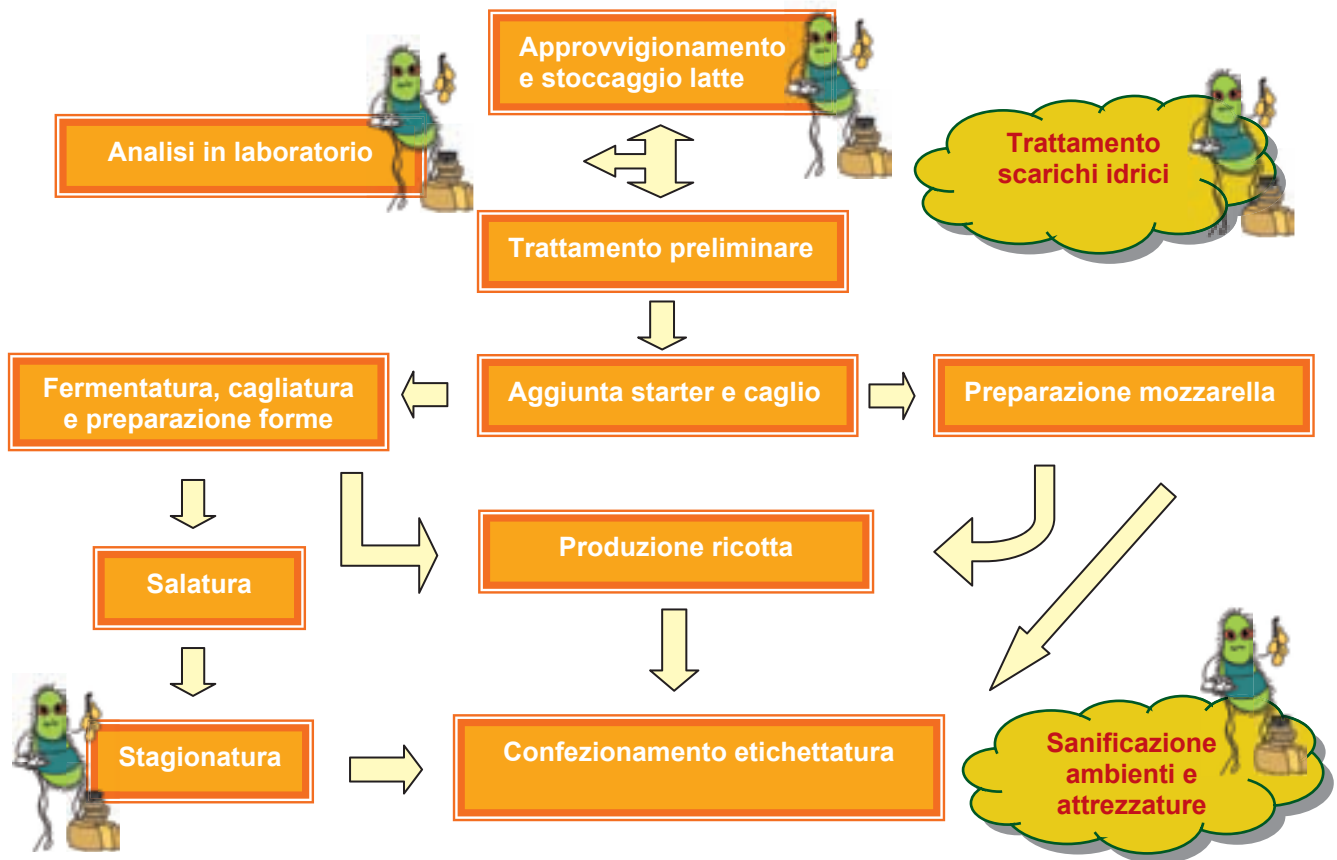 Approvvigionamento
e stoccaggio latte
Analisi in laboratorio
Trattamento
scarichi idrici
Trattamento preliminare
Fermentatura, cagliatura
e preparazione forme
Aggiunta starter e caglio
Preparazione mozzarella
Produzione ricotta
Salatura
Stagionatura
Confezionamento etichettatura
Sanificazione
ambienti e
attrezzature